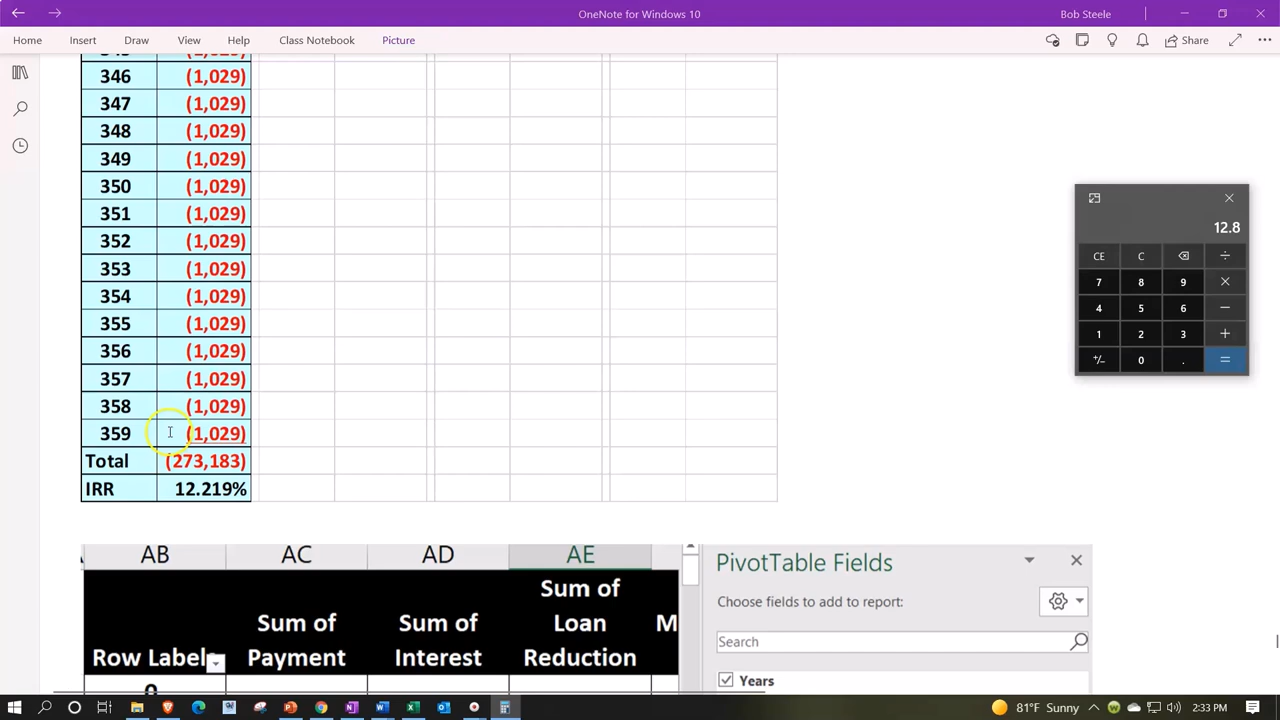 OneNote for Windows 10
Bob Steele
Home Insert Draw View Help Class Notebook Picture
Share
346 (1,029)
347 (1,029)
348 (1,029)
349 (1,029)
350 (1,029)
351 (1,029)
352 (1,029)
353 (1,029)
354 (1,029)
355 (1,029)
356 (1,029)
357 (1,029)
358 (1,029)
359 (1,029)
Total (273,183)
IRR 12.219%
12.8
CE C ⌫ ÷
7 8 9 ×
4 5 6 −
1 2 3 +
+/− 0 . =
AB AC AD AE
Row Labels
Sum of
Payment
Sum of
Interest
Sum of
Loan
Reduction
M
0
PivotTable Fields
Choose fields to add to report:
Search
Years
81°F Sunny
2:33 PM